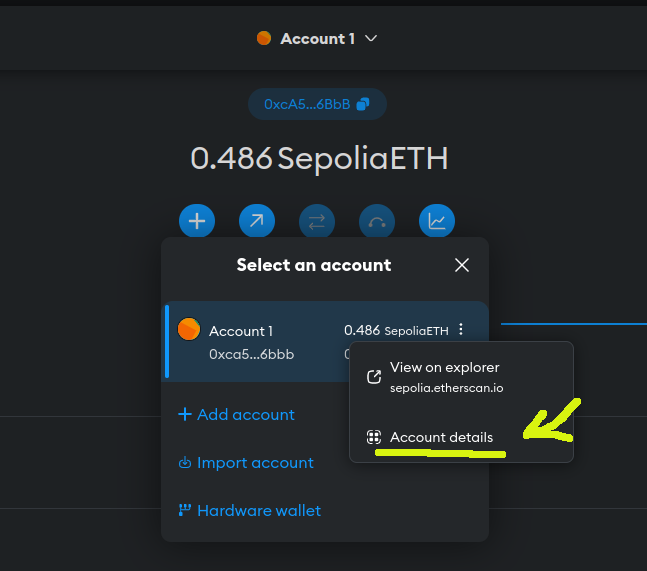 Account 1
0xcA5...6BbB
0.486 SepoliaETH
Select an account
Account 1
0.486 SepoliaETH
0xca5...6bbb
View on explorer
sepolia.etherscan.io
Account details
+ Add account
Import account
Hardware wallet